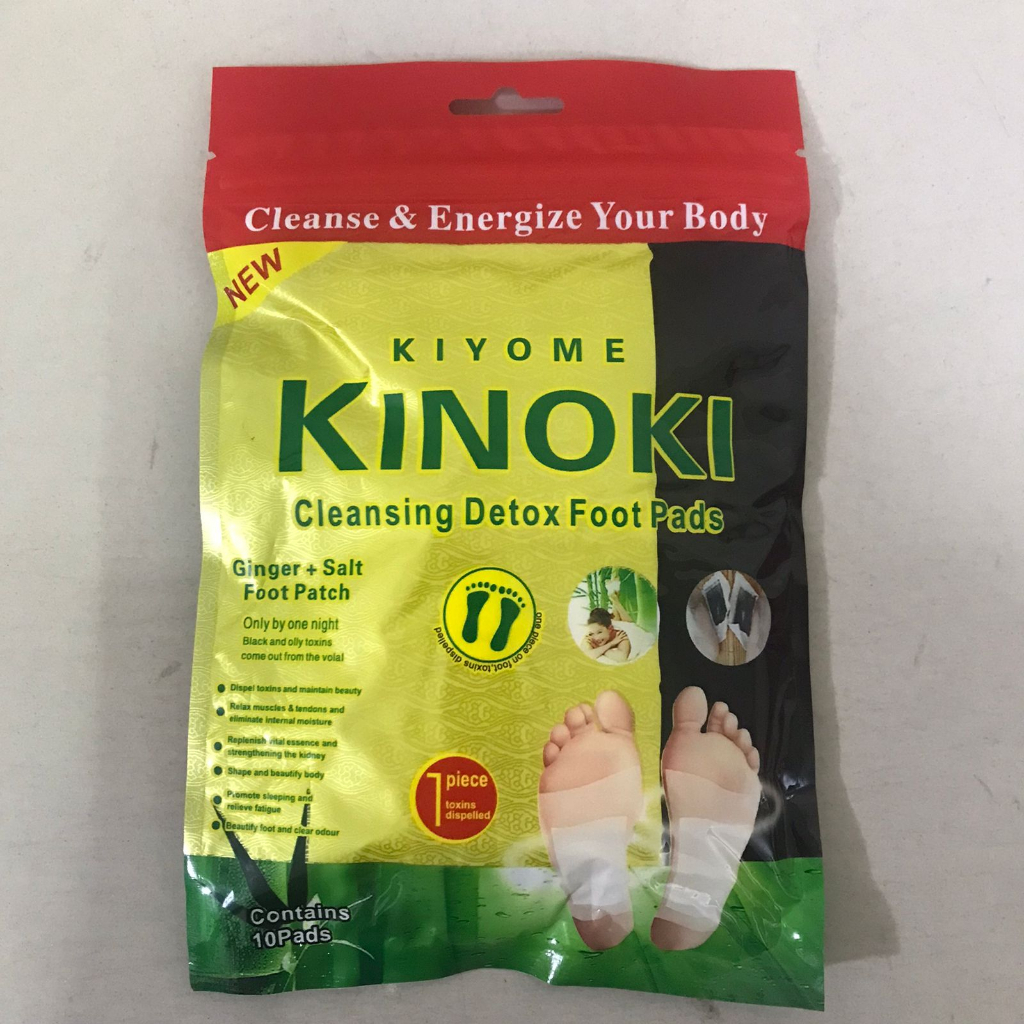 Cleanse & Energize Your Body
NEW
KIYOME
KINOKI
Cleansing Detox Foot Pads
Ginger + Salt
Foot Patch
Only by one night
Black and olly toxins
come out from the volal
one piece on foot,toxins dispelled
Dispel toxins and maintain beauty
Relax muscles & tendons and
eliminate internal moisture
Replenish vital essence and
strengthening the kidney
Shape and beautify body
Promote sleeping and
relieve fatigue
Beautify foot and clear odour
1 piece
toxins
dispelled
Contains
10Pads